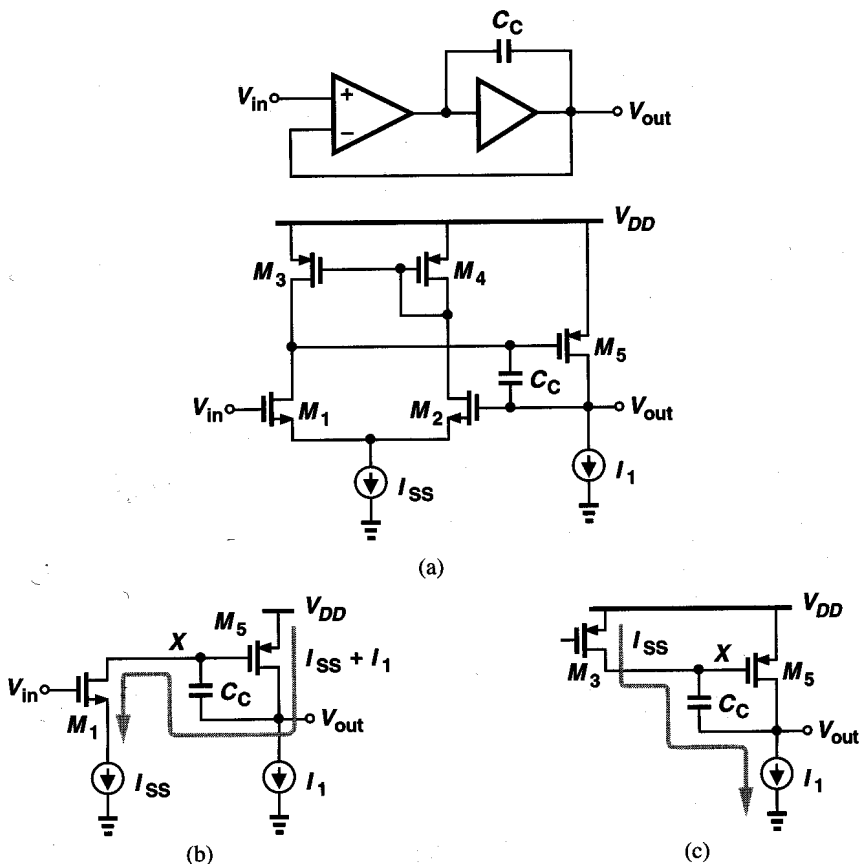 C_C
V_in
+
−
V_out
V_DD
M_3
M_4
M_5
C_C
V_in
M_1
M_2
V_out
I_SS
I_1
(a)
V_DD
M_5
X
I_SS + I_1
V_in
C_C
M_1
V_out
I_SS
I_1
(b)
V_DD
I_SS
X
M_3
M_5
C_C
V_out
I_1
(c)